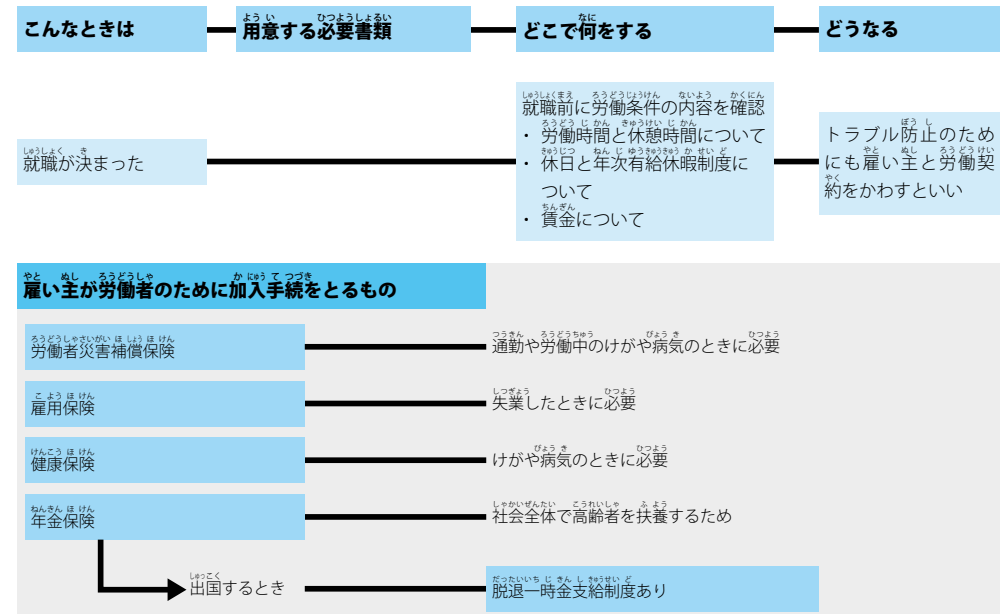 こんなときは
用意する必要書類
どこで何をする
どうなる
就職が決まった
就職前に労働条件の内容を確認
・ 労働時間と休憩時間について
・ 休日と年次有給休暇制度に
ついて
・ 賃金について
トラブル防止のため
にも雇い主と労働契
約をかわすといい
雇い主が労働者のために加入手続をとるもの
労働者災害補償保険
通勤や労働中のけがや病気のときに必要
雇用保険
失業したときに必要
健康保険
けがや病気のときに必要
年金保険
社会全体で高齢者を扶養するため
出国するとき
脱退一時金支給制度あり